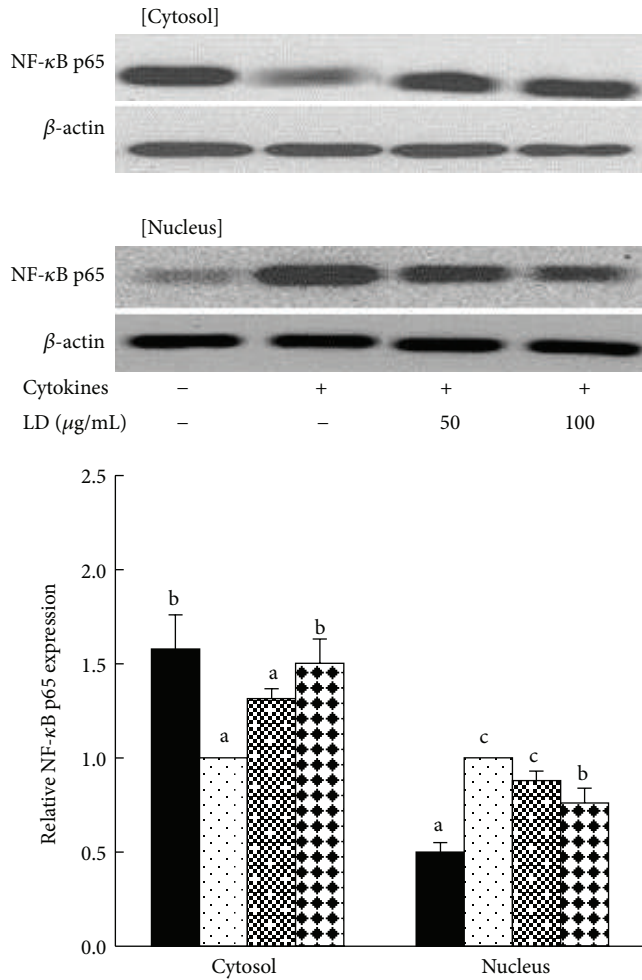 [Cytosol]
NF-κB p65
β-actin
[Nucleus]
NF-κB p65
β-actin
Cytokines − + + +
LD (μg/mL) − − 50 100
2.5
2.0
1.5
1.0
0.5
0.0
Relative NF-κB p65 expression
b a a b
a c c b
Cytosol Nucleus